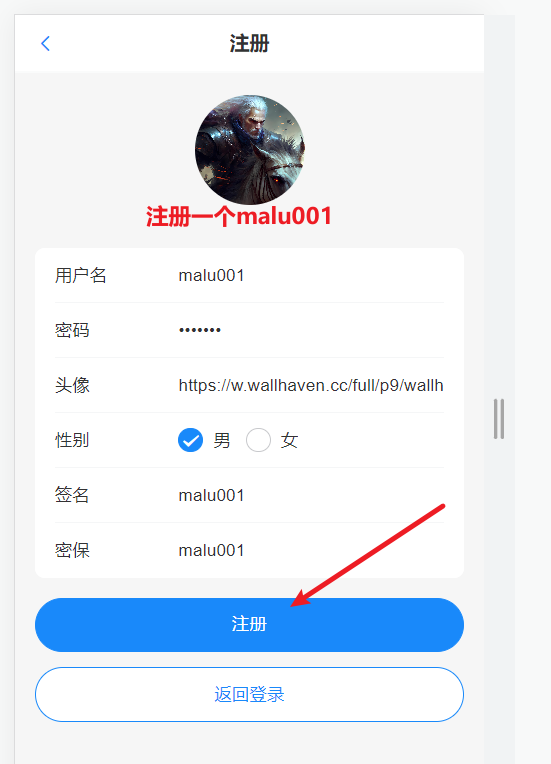 注册
注册一个malu001
用户名 malu001
密码 •••••••
头像 https://w.wallhaven.cc/full/p9/wallh
性别 男 女
签名 malu001
密保 malu001
注册
返回登录